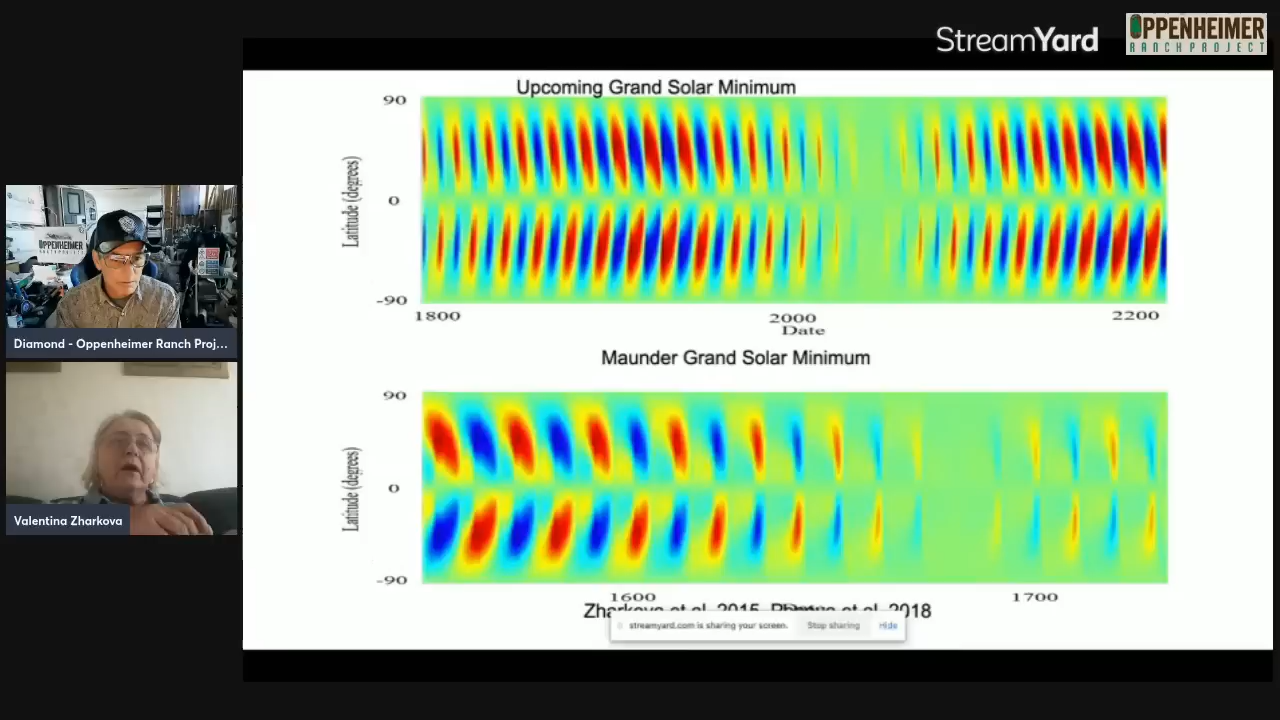 StreamYard
OPPENHEIMER
RANCHPROJECT
Upcoming Grand Solar Minimum
90
Latitude (degrees)
0
-90
1800
2000
2200
Date
OPPENHEIMER
Diamond - Oppenheimer Ranch Proj...
Maunder Grand Solar Minimum
90
Latitude (degrees)
0
-90
Valentina Zharkova
1600
1700
Zharkova et al, 2015, et al, 2018
streamyard.com is sharing your screen.
Stop sharing
Hide